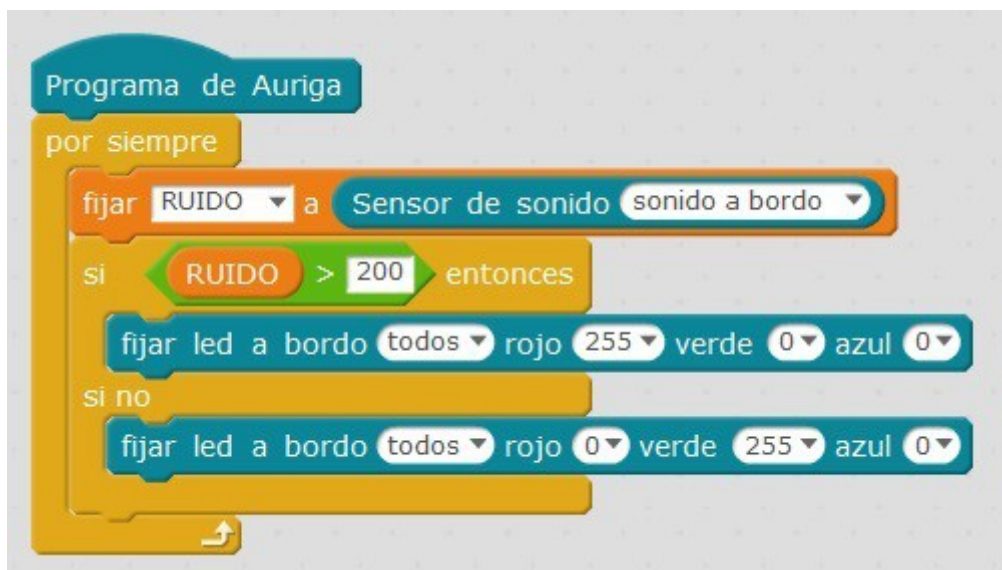 Programa de Auriga
por siempre
fijar RUIDO a Sensor de sonido sonido a bordo
si RUIDO > 200 entonces
fijar led a bordo todos rojo 255 verde 0 azul 0
si no
fijar led a bordo todos rojo 0 verde 255 azul 0